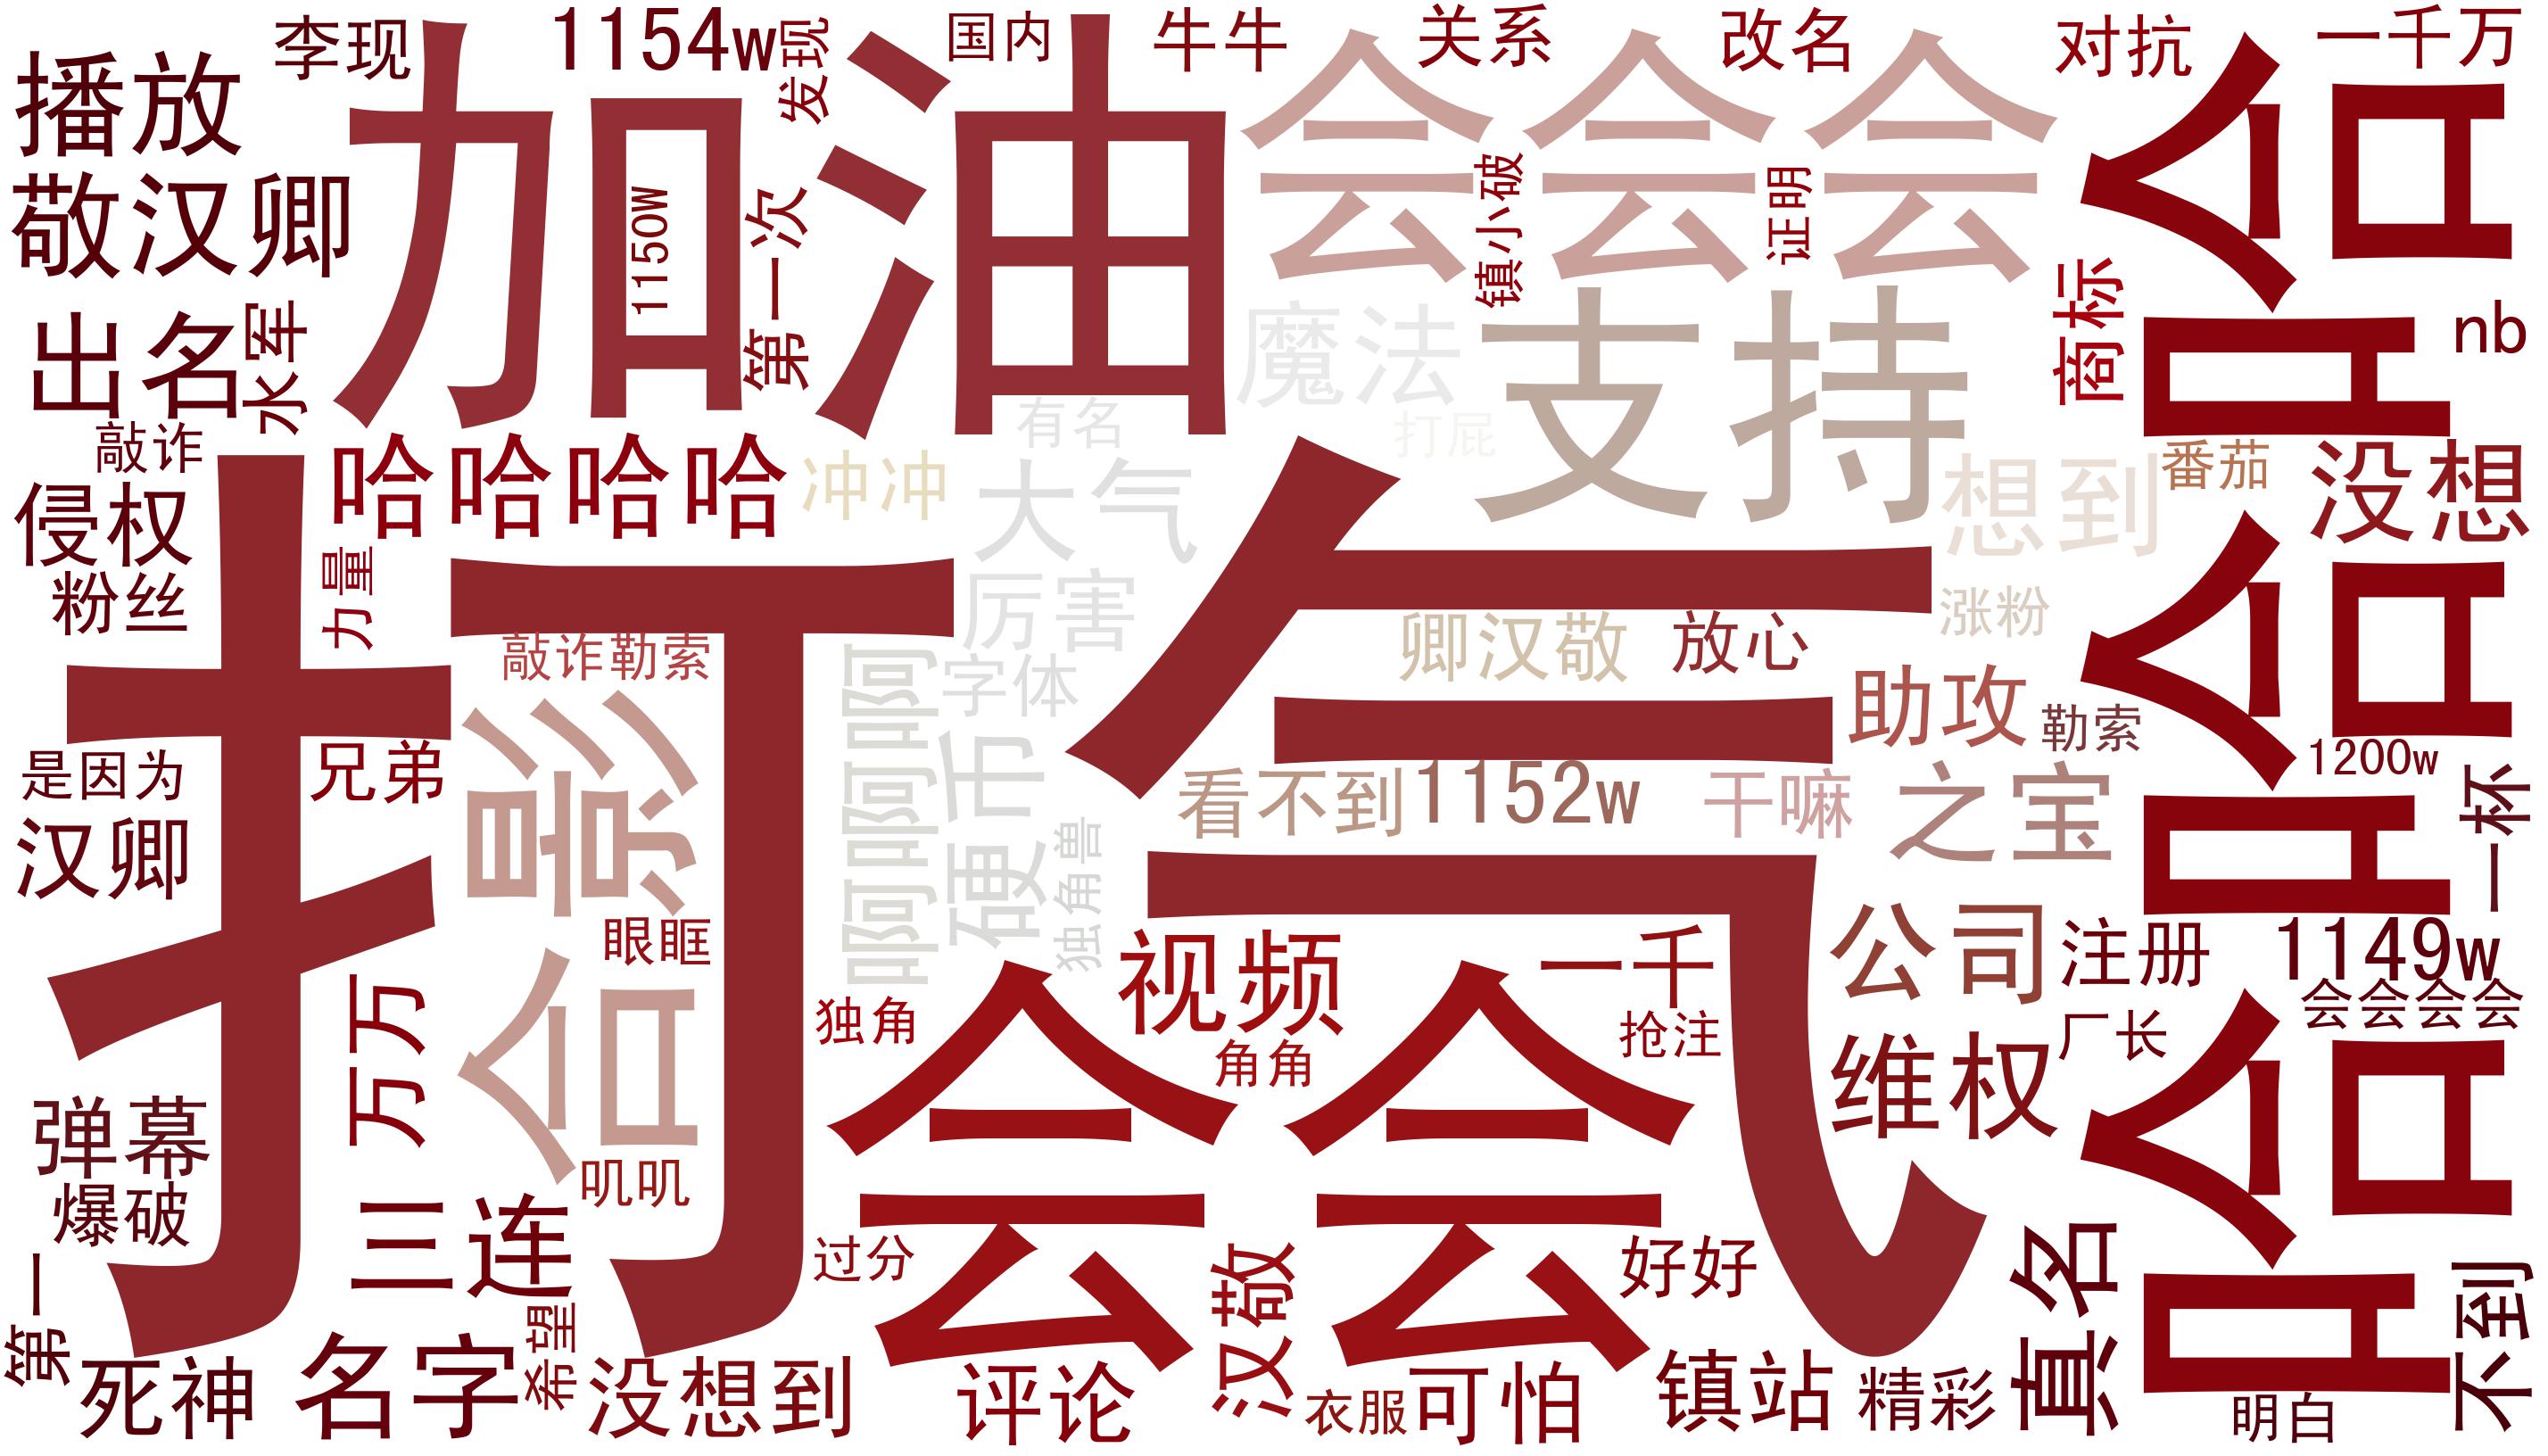 李现
1154w
发现
国内
牛牛
关系
改名
对抗
一千万
播放
加油
会会会
哈哈哈
敬汉卿
1150W
第一次
镇小破
证明
商标
nb
出名
水军
魔法
支持
有名
打屁
敲诈
哈哈哈哈
冲冲
大气
想到
番茄
没想
侵权
打气
粉丝
力量
厉害
涨粉
敲诈勒索
啊啊啊
字体
卿汉敬
放心
助攻
勒索
是因为
兄弟
合影
硬币
看不到
1152w
干嘛
之宝
1200w
一杯
汉卿
独角兽
眼眶
视频
一千
公司
注册
1149w
会会会会
万万
独角
会会
角角
抢注
维权
厂长
弹幕
叽叽
爆破
三连
过分
汉敬
好好
真名
不到
第一
死神
名字
希望
没想到
评论
衣服
可怕
镇站
精彩
明白